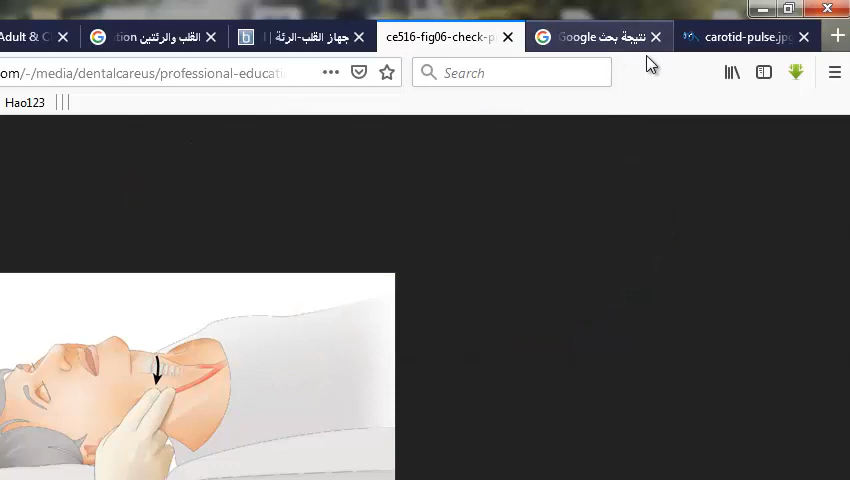 Adult & C
القلب والرئتين ation
جهاز القلب-الرئة | ا
ce516-fig06-check-p
نتيجة بحث Google
carotid-pulse.jpg
om/-/media/dentalcareus/professional-educati
Search
Hao123